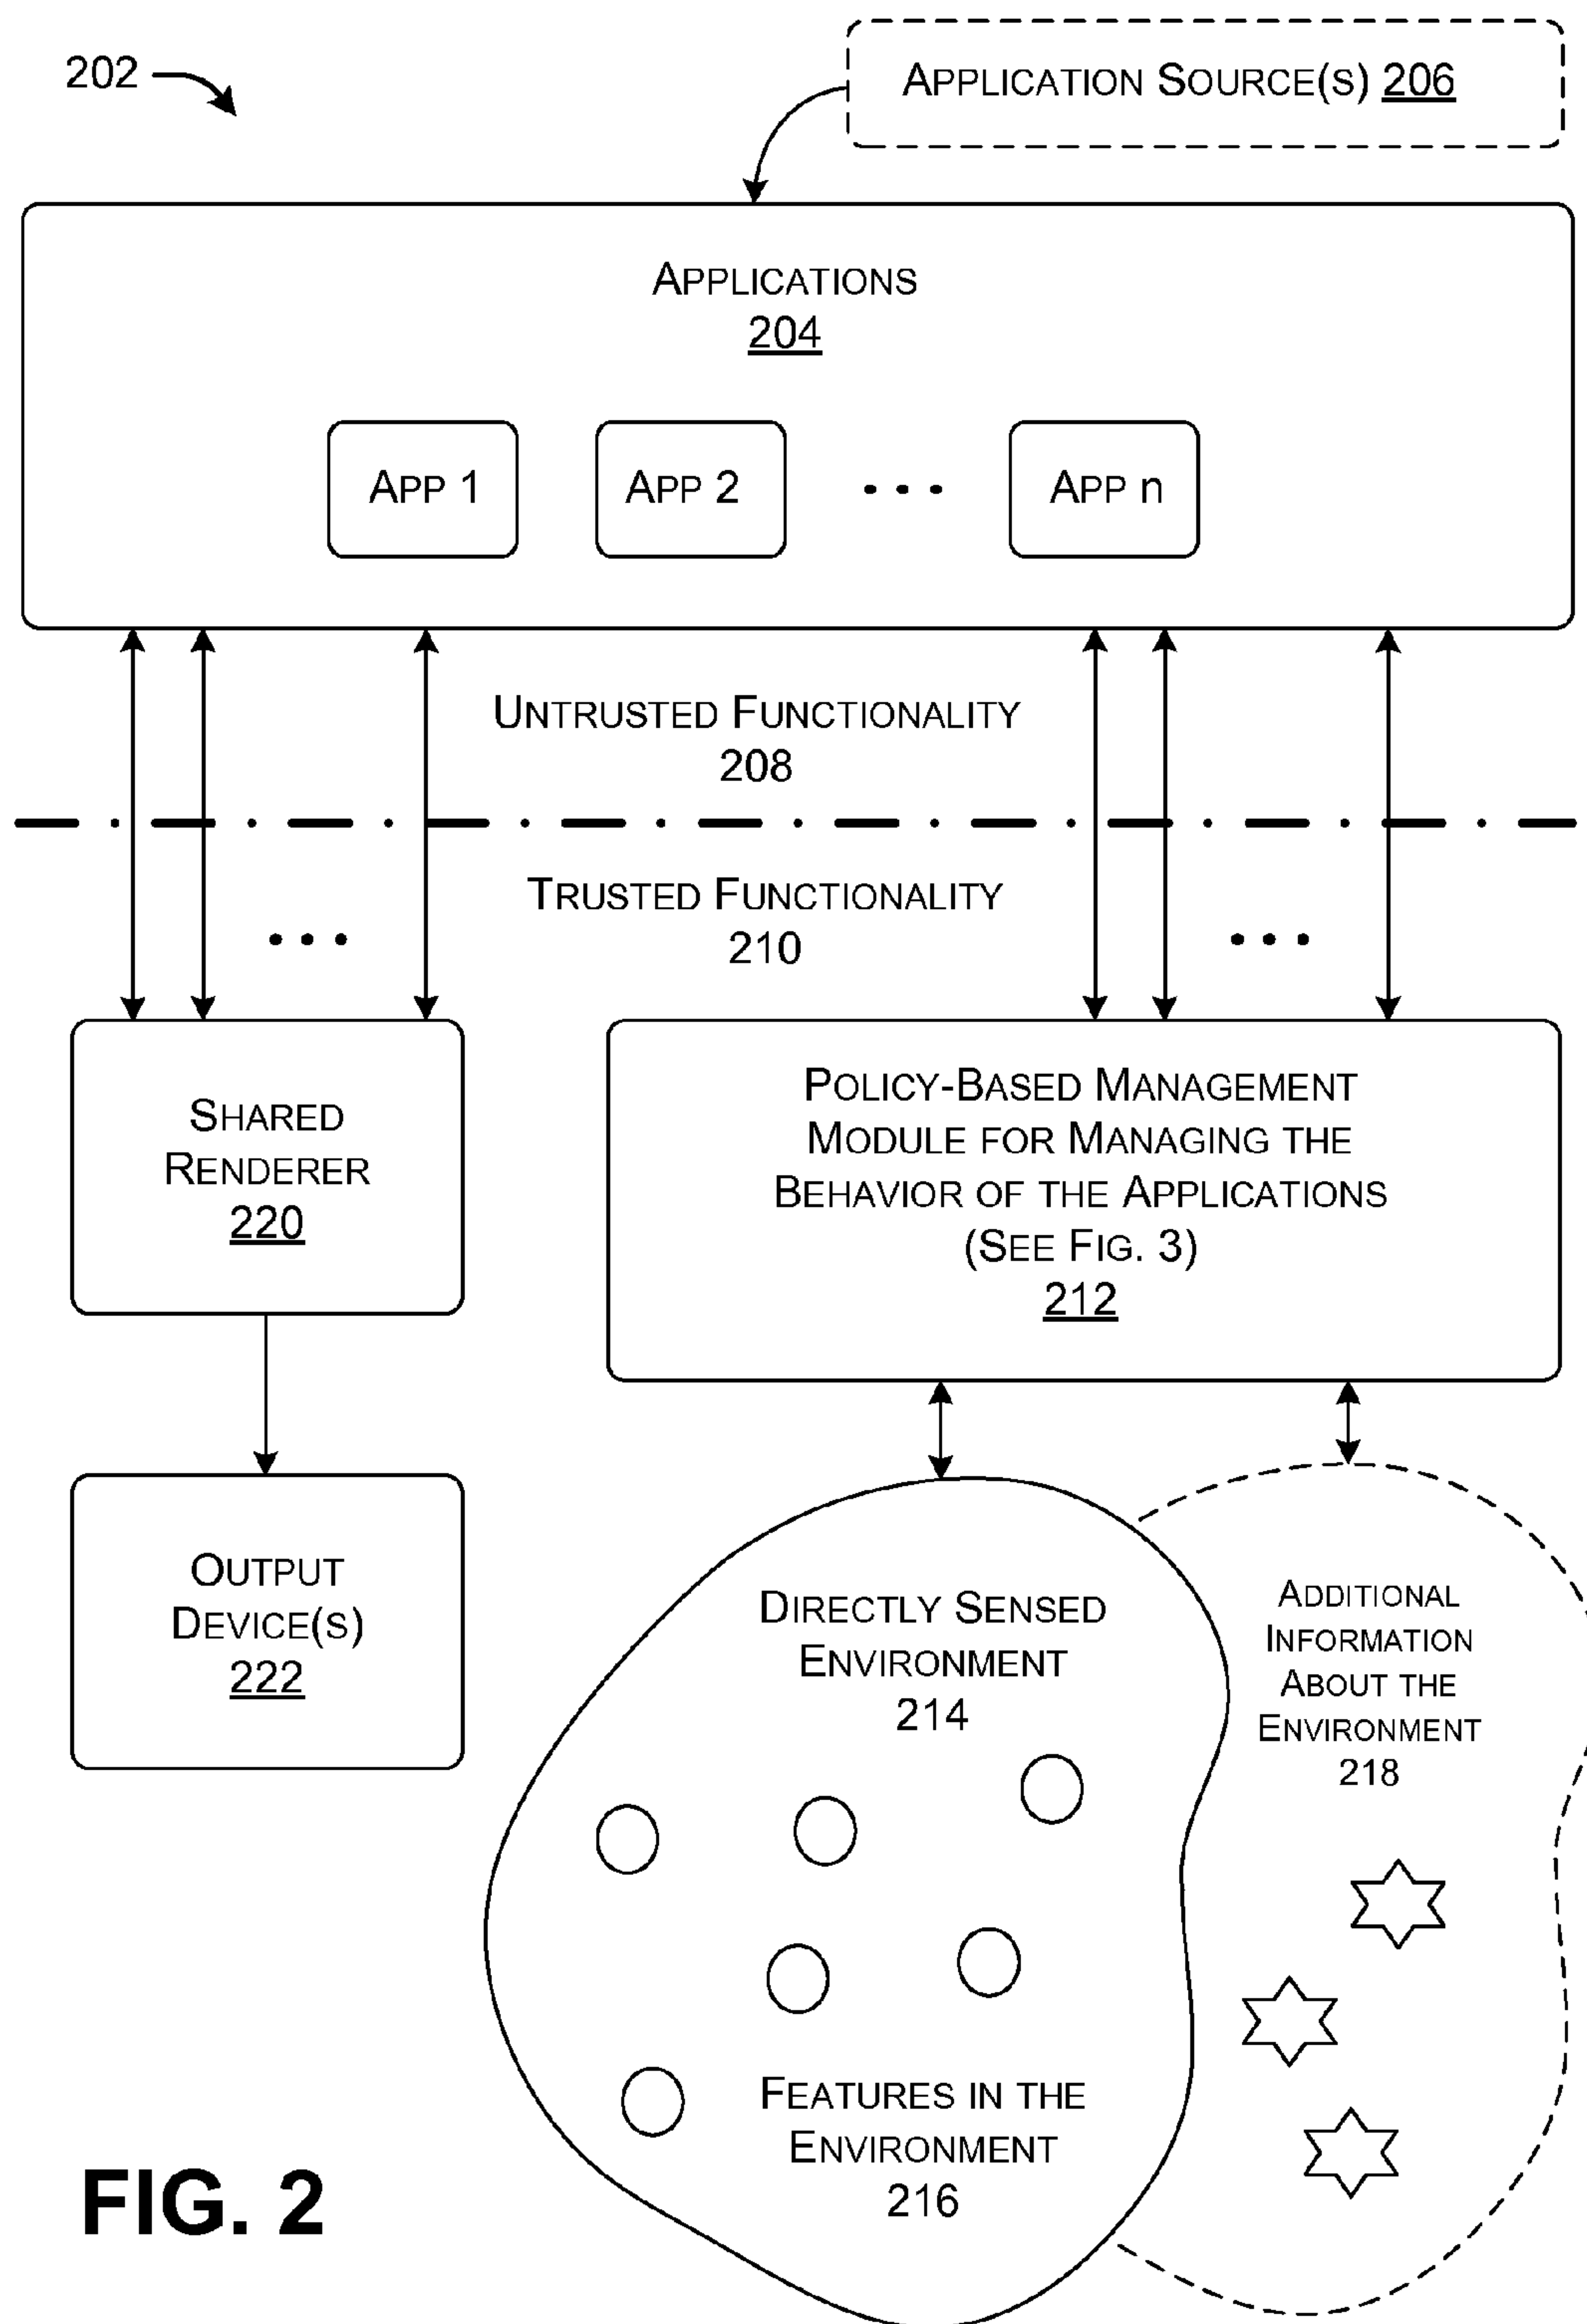 202
APPLICATION SOURCE(S) 206
APPLICATIONS
204
APP 1
APP 2
• • •
APP n
UNTRUSTED FUNCTIONALITY
208
TRUSTED FUNCTIONALITY
210
• • •
• • •
SHARED
RENDERER
220
POLICY-BASED MANAGEMENT
MODULE FOR MANAGING THE
BEHAVIOR OF THE APPLICATIONS
(SEE FIG. 3)
212
OUTPUT
DEVICE(S)
222
DIRECTLY SENSED
ENVIRONMENT
214
ADDITIONAL
INFORMATION
ABOUT THE
ENVIRONMENT
218
FEATURES IN THE
ENVIRONMENT
216
FIG. 2